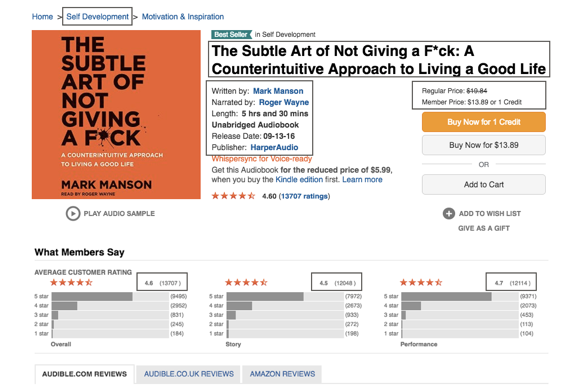 Home > Self Development > Motivation & Inspiration
THE
SUBTLE
ART OF
NOT
GIVING
A F CK
A COUNTERINTUITIVE APPROACH
TO LIVING A GOOD LIFE
MARK MANSON
READ BY ROGER WAYNE
PLAY AUDIO SAMPLE
Best Seller in Self Development
The Subtle Art of Not Giving a F*ck: A
Counterintuitive Approach to Living a Good Life
Written by: Mark Manson
Narrated by: Roger Wayne
Length: 5 hrs and 30 mins
Unabridged Audiobook
Release Date: 09-13-16
Publisher: HarperAudio
Whispersync for Voice-ready
Get this Audiobook for the reduced price of $5.99,
when you buy the Kindle edition first. Learn more
4.60 (13707 ratings)
Regular Price: $19.84
Member Price: $13.89 or 1 Credit
Buy Now for 1 Credit
Buy Now for $13.89
OR
Add to Cart
ADD TO WISH LIST
GIVE AS A GIFT
What Members Say
AVERAGE CUSTOMER RATING
4.6 (13707)
5 star (9495)
4 star (2952)
3 star (831)
2 star (245)
1 star (184)
Overall
4.5 (12048)
5 star (7972)
4 star (2673)
3 star (933)
2 star (272)
1 star (198)
Story
4.7 (12114)
5 star (9371)
4 star (2073)
3 star (453)
2 star (113)
1 star (104)
Performance
AUDIBLE.COM REVIEWS
AUDIBLE.CO.UK REVIEWS
AMAZON REVIEWS